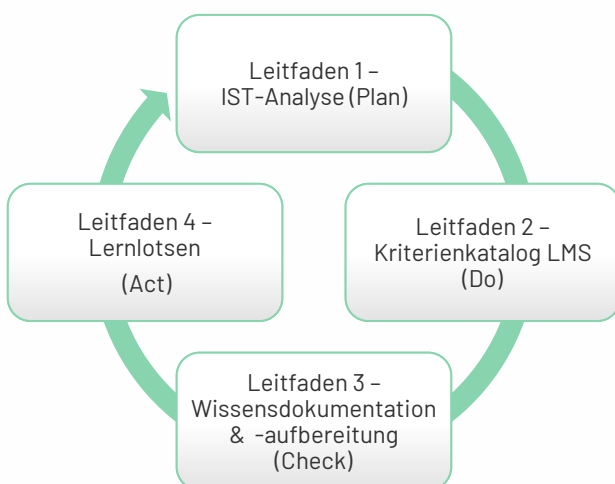 Leitfaden 1 –
IST-Analyse (Plan)
Leitfaden 2 –
Kriterienkatalog LMS
(Do)
Leitfaden 3 –
Wissensdokumentation
& -aufbereitung
(Check)
Leitfaden 4 –
Lernlotsen
(Act)